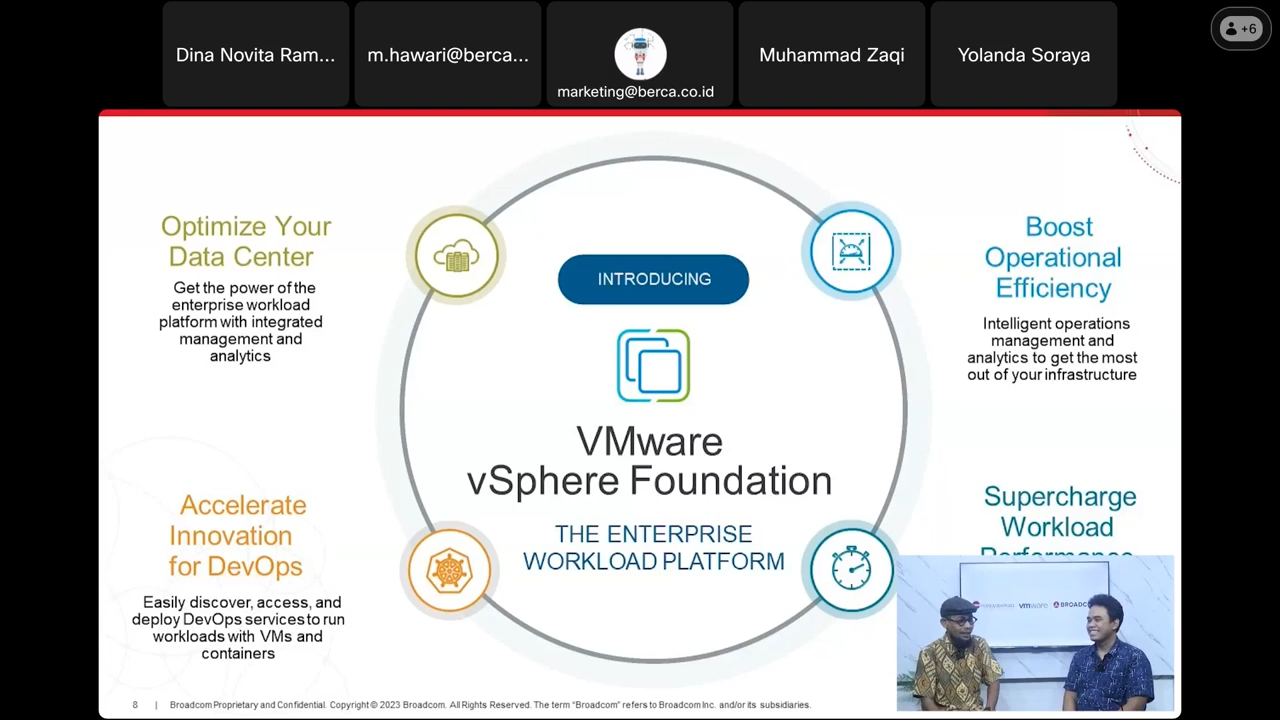 Dina Novita Ram...
m.hawari@berca...
marketing@berca.co.id
Muhammad Zaqi
Yolanda Soraya
+6
Optimize Your
Data Center
Get the power of the
enterprise workload
platform with integrated
management and
analytics
INTRODUCING
VMware
vSphere Foundation
THE ENTERPRISE
WORKLOAD PLATFORM
Boost
Operational
Efficiency
Intelligent operations
management and
analytics to get the most
out of your infrastructure
Accelerate
Innovation
for DevOps
Easily discover, access, and
deploy DevOps services to run
workloads with VMs and
containers
Supercharge
Workload
Performance
vmware
BROADC
8 | Broadcom Proprietary and Confidential. Copyright © 2023 Broadcom. All Rights Reserved. The term "Broadcom" refers to Broadcom Inc. and/or its subsidiaries.